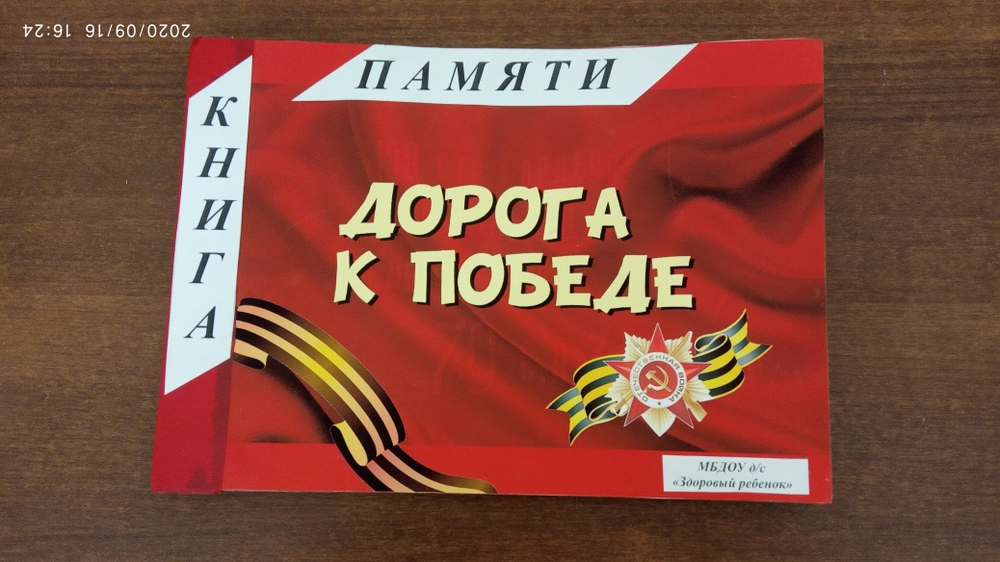 2020/09/16 16:24
КНИГА
ПАМЯТИ
ДОРОГА
К ПОБЕДЕ
ОТЕЧЕСТВЕННАЯ ВОЙНА
МБДОУ д/с
«Здоровый ребенок»